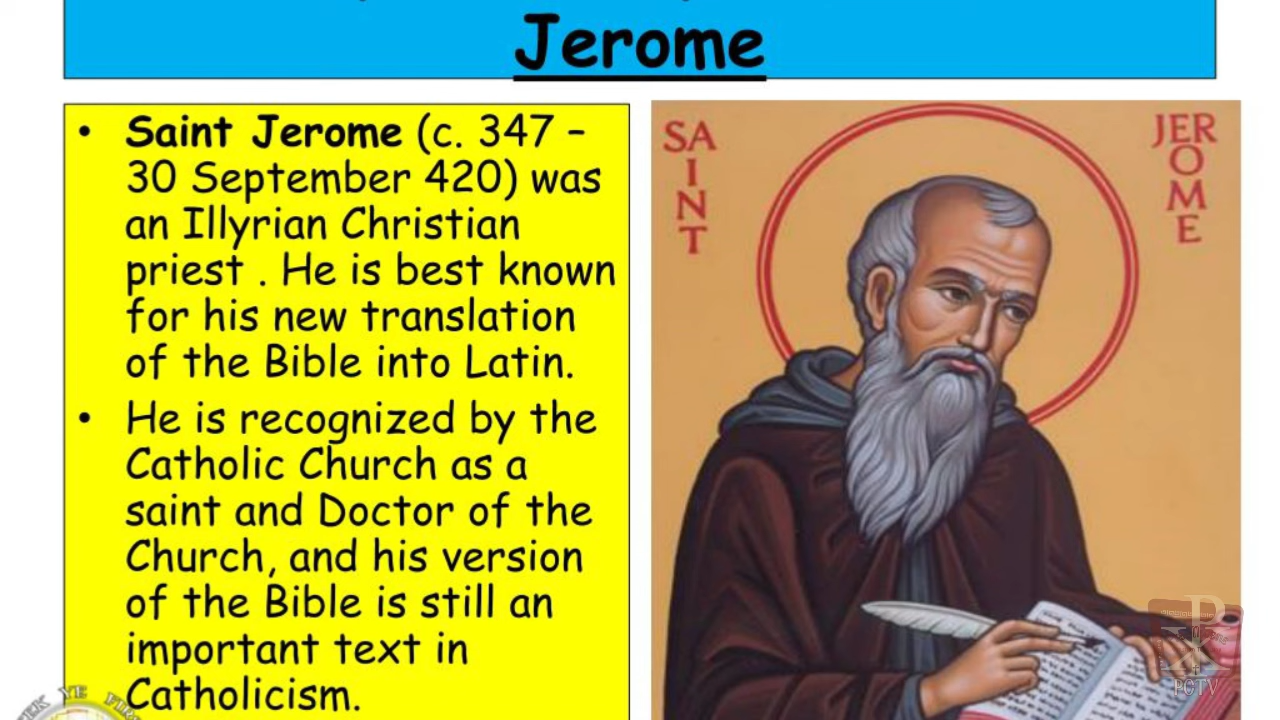 Jerome
• Saint Jerome (c. 347 –
30 September 420) was
an Illyrian Christian
priest . He is best known
for his new translation
of the Bible into Latin.
• He is recognized by the
Catholic Church as a
saint and Doctor of the
Church, and his version
of the Bible is still an
important text in
Catholicism.
SA
I
N
T
JER
O
M
E
PCTV
YE